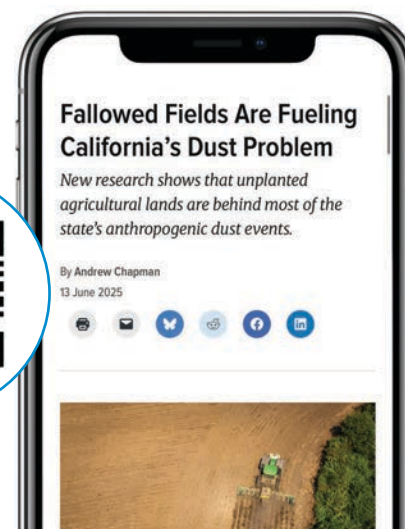 Fallowed Fields Are Fueling
California's Dust Problem
New research shows that unplanted
agricultural lands are behind most of the
state's anthropogenic dust events.
By Andrew Chapman
13 June 2025
in